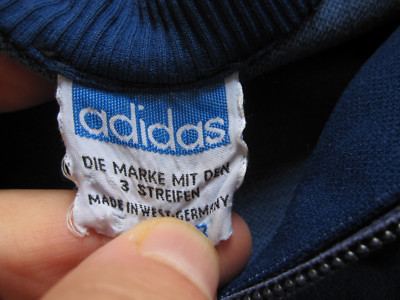 adidas
DIE MARKE MIT DEN
3 STREIFEN
MADE IN WEST-GERMANY